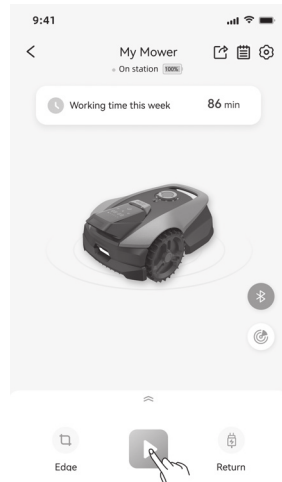 9:41
My Mower
On station 100%
Working time this week 86 min
Edge
Return